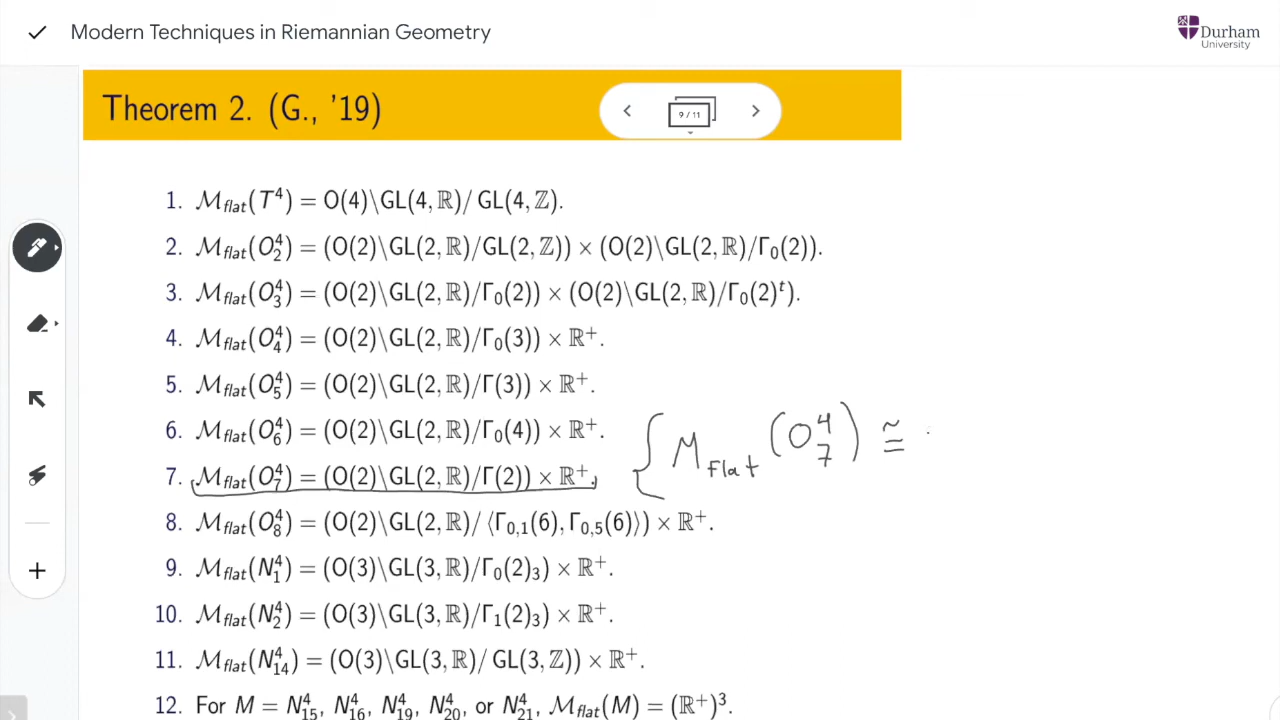 Modern Techniques in Riemannian Geometry
Durham
University
Theorem 2. (G., '19)
9 / 11
1. ℳ_flat(T⁴) = O(4)\GL(4,ℝ)/ GL(4,ℤ).
2. ℳ_flat(O⁴₂) = (O(2)\GL(2,ℝ)/GL(2,ℤ)) × (O(2)\GL(2,ℝ)/Γ₀(2)).
3. ℳ_flat(O⁴₃) = (O(2)\GL(2,ℝ)/Γ₀(2)) × (O(2)\GL(2,ℝ)/Γ₀(2)ᵗ).
4. ℳ_flat(O⁴₄) = (O(2)\GL(2,ℝ)/Γ₀(3)) × ℝ⁺.
5. ℳ_flat(O⁴₅) = (O(2)\GL(2,ℝ)/Γ(3)) × ℝ⁺.
6. ℳ_flat(O⁴₆) = (O(2)\GL(2,ℝ)/Γ₀(4)) × ℝ⁺.
{ M_flat (O⁴₇) ≅
7. ℳ_flat(O⁴₇) = (O(2)\GL(2,ℝ)/Γ(2)) × ℝ⁺.
8. ℳ_flat(O⁴₈) = (O(2)\GL(2,ℝ)/ ⟨Γ₀,₁(6), Γ₀,₅(6)⟩) × ℝ⁺.
9. ℳ_flat(N⁴₁) = (O(3)\GL(3,ℝ)/Γ₀(2)₃) × ℝ⁺.
10. ℳ_flat(N⁴₂) = (O(3)\GL(3,ℝ)/Γ₁(2)₃) × ℝ⁺.
11. ℳ_flat(N⁴₁₄) = (O(3)\GL(3,ℝ)/ GL(3,ℤ)) × ℝ⁺.
12. For M = N⁴₁₅, N⁴₁₆, N⁴₁₉, N⁴₂₀, or N⁴₂₁, ℳ_flat(M) = (ℝ⁺)³.